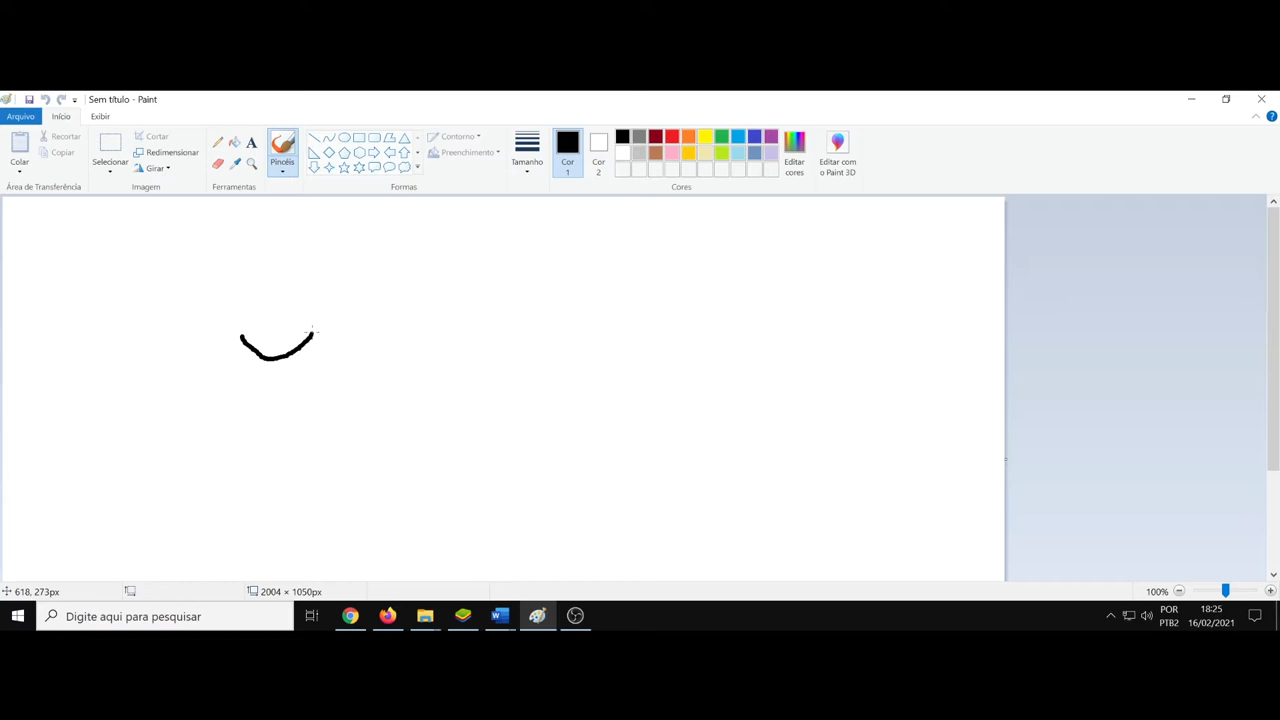 Sem título - Paint
Arquivo Início Exibir
Colar
Recortar
Copiar
Área de Transferência
Selecionar
Cortar
Redimensionar
Girar
Imagem
A
Ferramentas
Pincéis
Contorno
Preenchimento
Formas
Tamanho
Cor 1
Cor 2
Cores
Editar cores
Editar com o Paint 3D
618, 273px
2004 × 1050px
100%
Digite aqui para pesquisar
W
POR
PTB2
18:25
16/02/2021